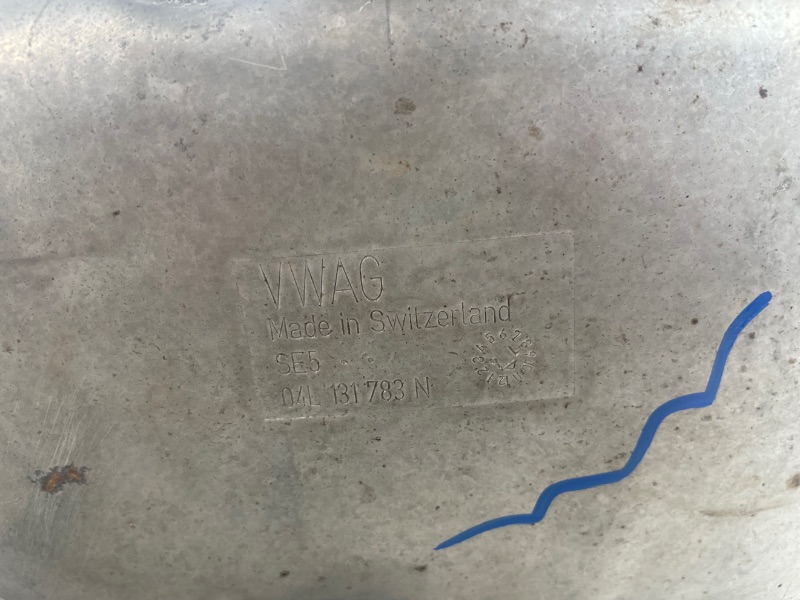 VWAG
Made in Switzerland
SE5
04L 131 783 N